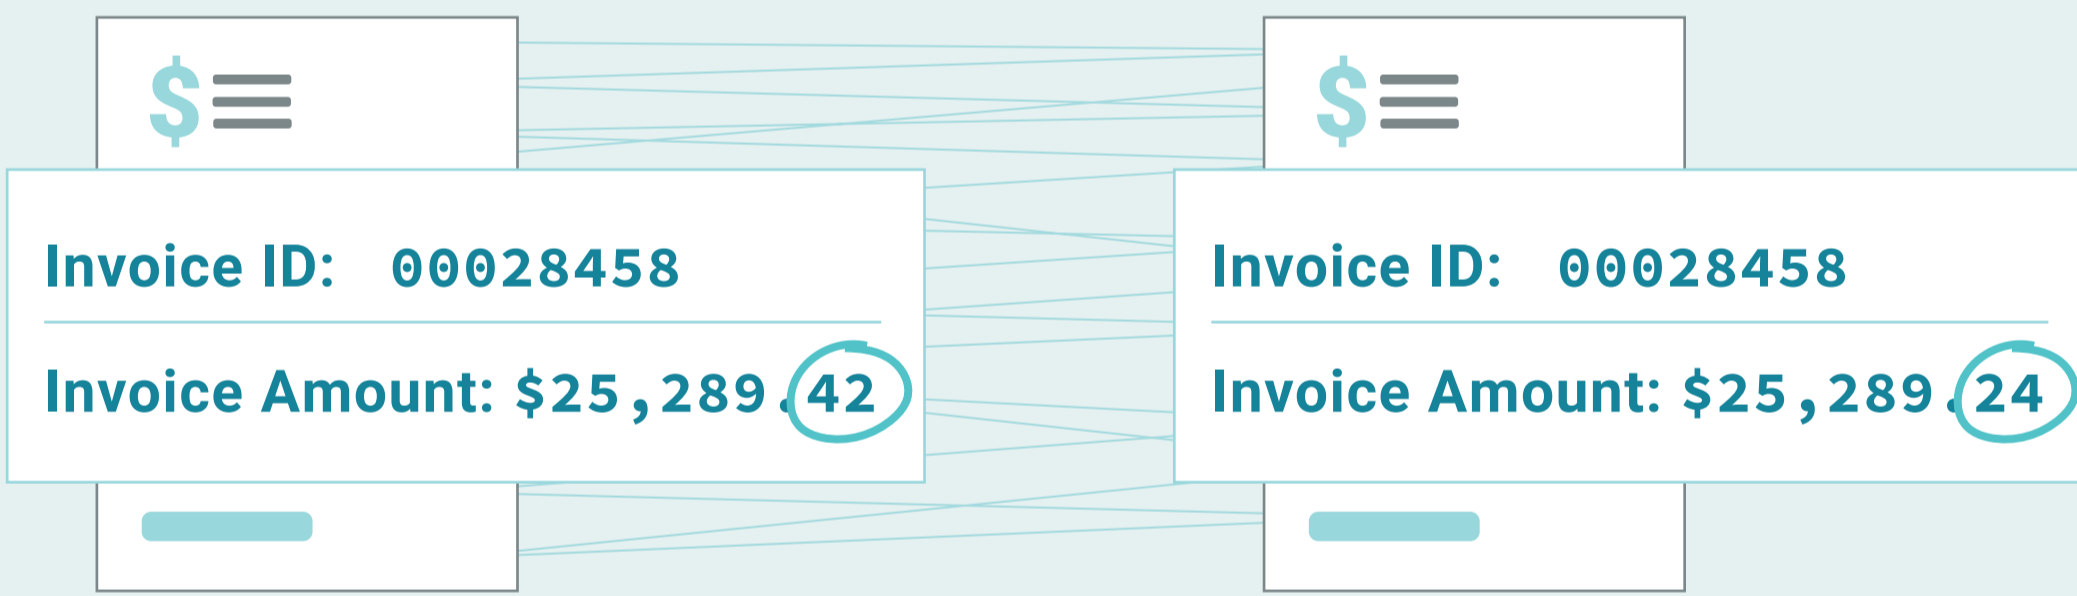 $
Invoice ID: 00028458
Invoice Amount: $25,289.42
$
Invoice ID: 00028458
Invoice Amount: $25,289.24